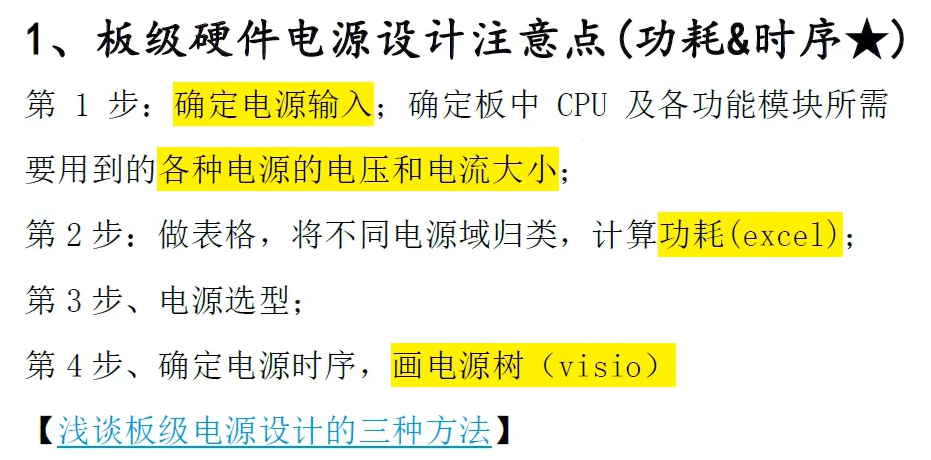 1、板级硬件电源设计注意点(功耗&时序★)
第 1 步：确定电源输入；确定板中 CPU 及各功能模块所需
要用到的各种电源的电压和电流大小；
第 2 步：做表格，将不同电源域归类，计算功耗(excel)；
第 3 步、电源选型；
第 4 步、确定电源时序，画电源树（visio）
【浅谈板级电源设计的三种方法】